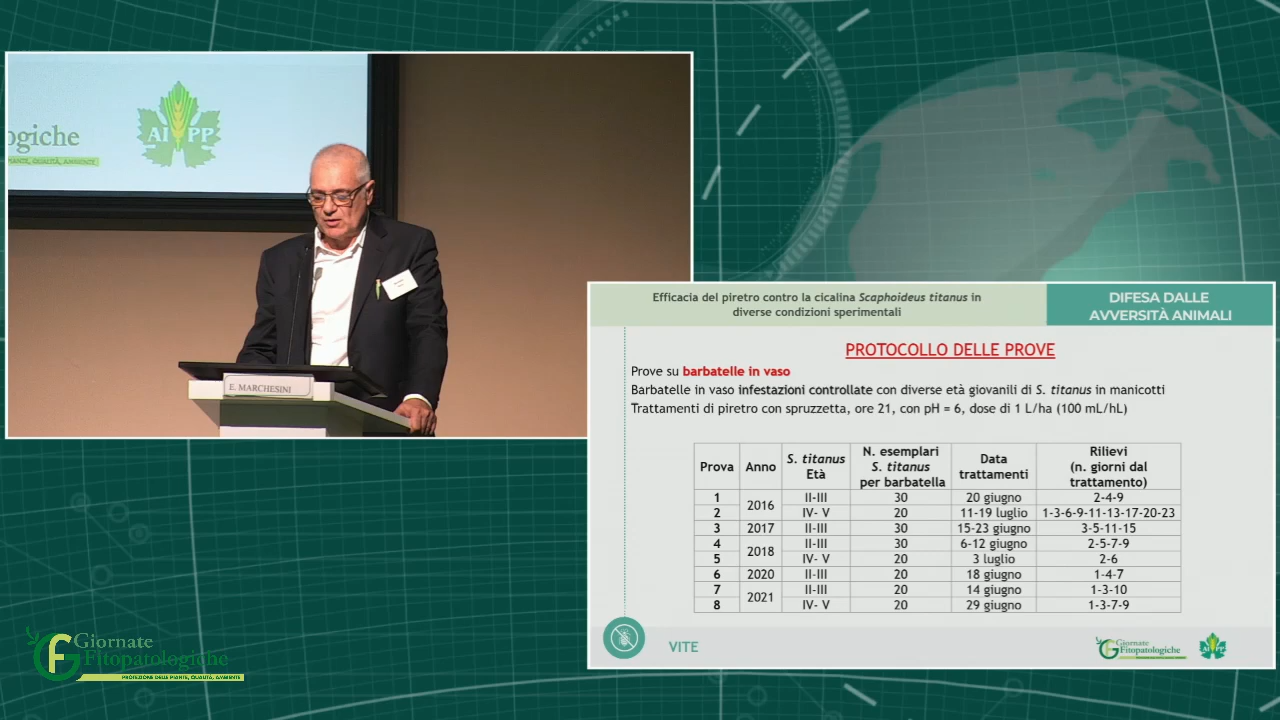 ogiche
PIANTE, QUALITÀ, AMBIENTE
AIPP
E. MARCHESINI
Efficacia del piretro contro la cicalina Scaphoideus titanus in
diverse condizioni sperimentali
DIFESA DALLE
AVVERSITÀ ANIMALI
PROTOCOLLO DELLE PROVE
Prove su barbatelle in vaso
Barbatelle in vaso infestazioni controllate con diverse età giovanili di S. titanus in manicotti
Trattamenti di piretro con spruzzetta, ore 21, con pH = 6, dose di 1 L/ha (100 mL/hL)
Prova Anno S. titanus Età N. esemplari S. titanus per barbatella Data trattamenti Rilievi (n. giorni dal trattamento)
1 2016 II-III 30 20 giugno 2-4-9
2 IV- V 20 11-19 luglio 1-3-6-9-11-13-17-20-23
3 2017 II-III 30 15-23 giugno 3-5-11-15
4 2018 II-III 30 6-12 giugno 2-5-7-9
5 IV- V 20 3 luglio 2-6
6 2020 II-III 20 18 giugno 1-4-7
7 2021 II-III 20 14 giugno 1-3-10
8 IV- V 20 29 giugno 1-3-7-9
VITE
Giornate
Fitopatologiche
AIPP
Giornate
Fitopatologiche
PROTEZIONE DELLE PIANTE, QUALITÀ, AMBIENTE